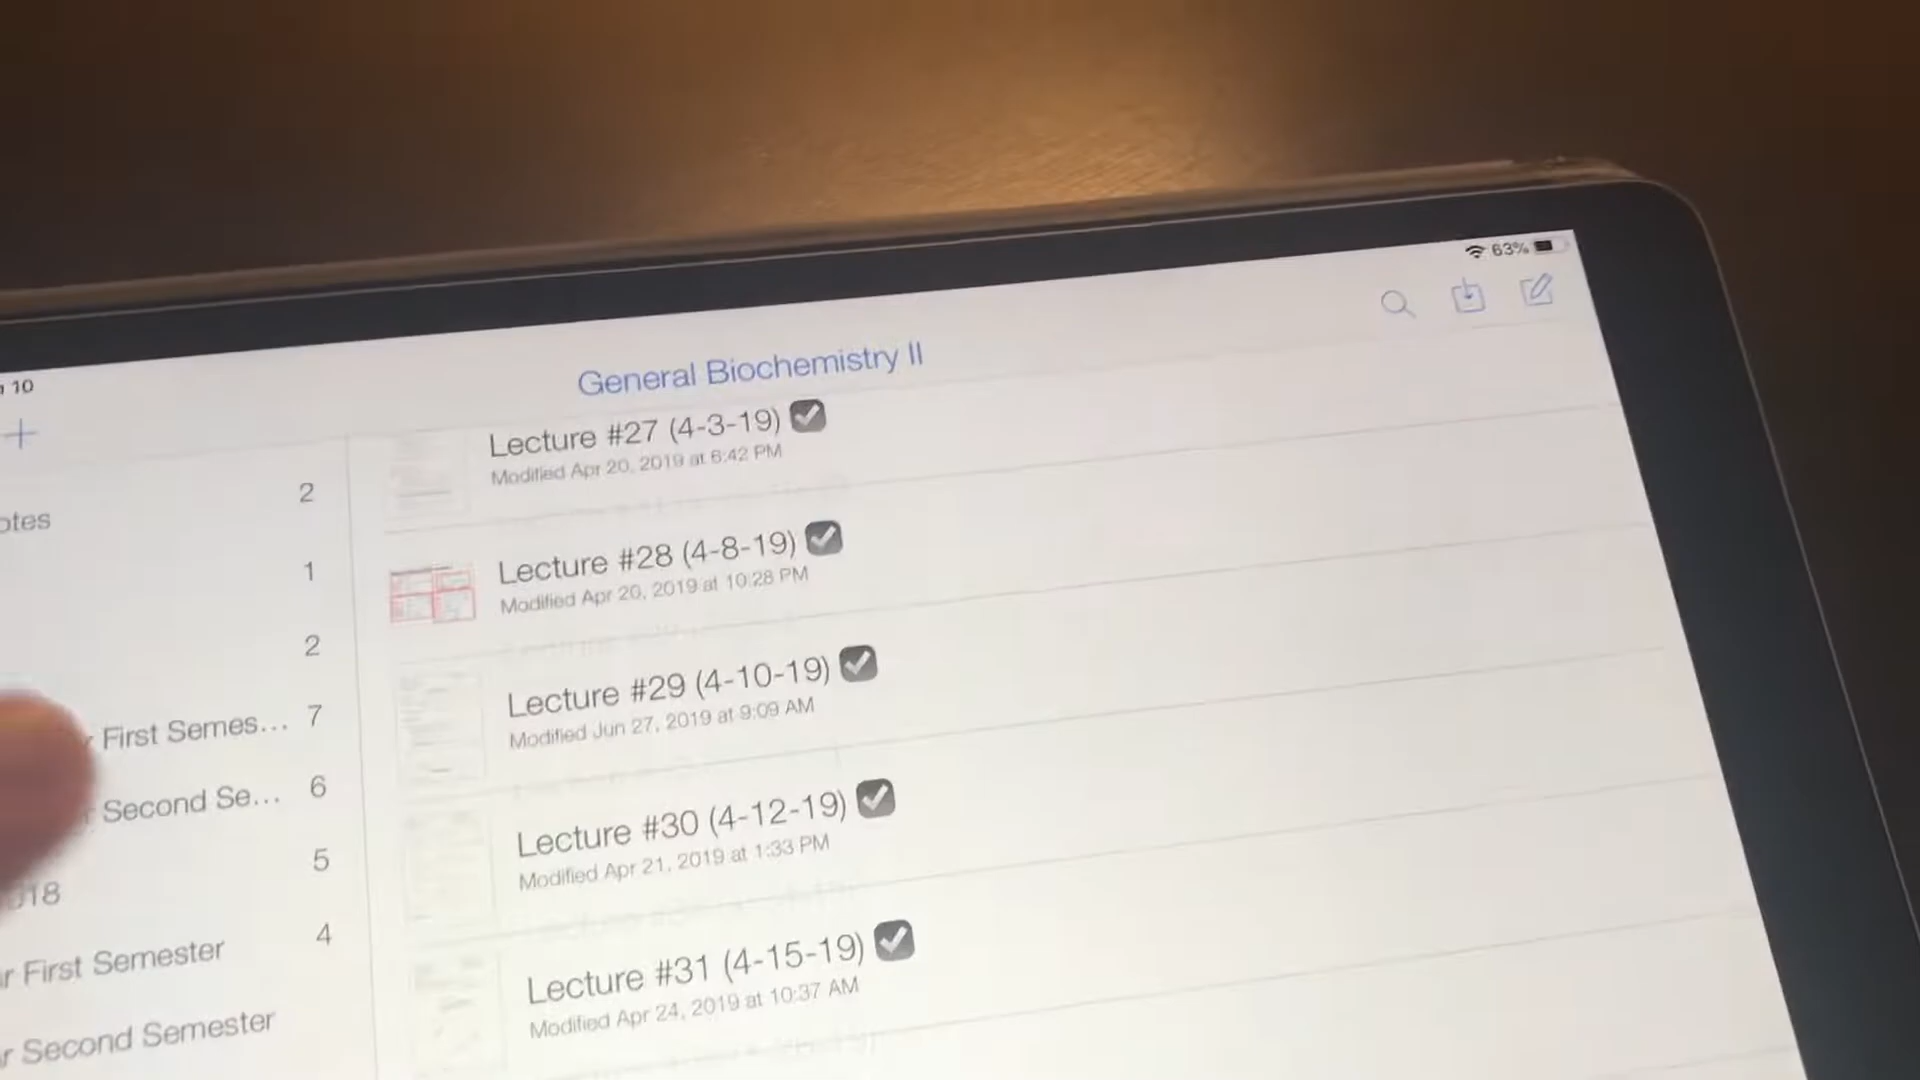 63%
10
General Biochemistry II
2
otes
1
2
First Semes... 7
Second Se... 6
5
018
4
r First Semester
r Second Semester
Lecture #27 (4-3-19)
Modified Apr 20, 2019 at 6:42 PM
Lecture #28 (4-8-19)
Modified Apr 20, 2019 at 10:28 PM
Lecture #29 (4-10-19)
Modified Jun 27, 2019 at 9:09 AM
Lecture #30 (4-12-19)
Modified Apr 21, 2019 at 1:33 PM
Lecture #31 (4-15-19)
Modified Apr 24, 2019 at 10:37 AM